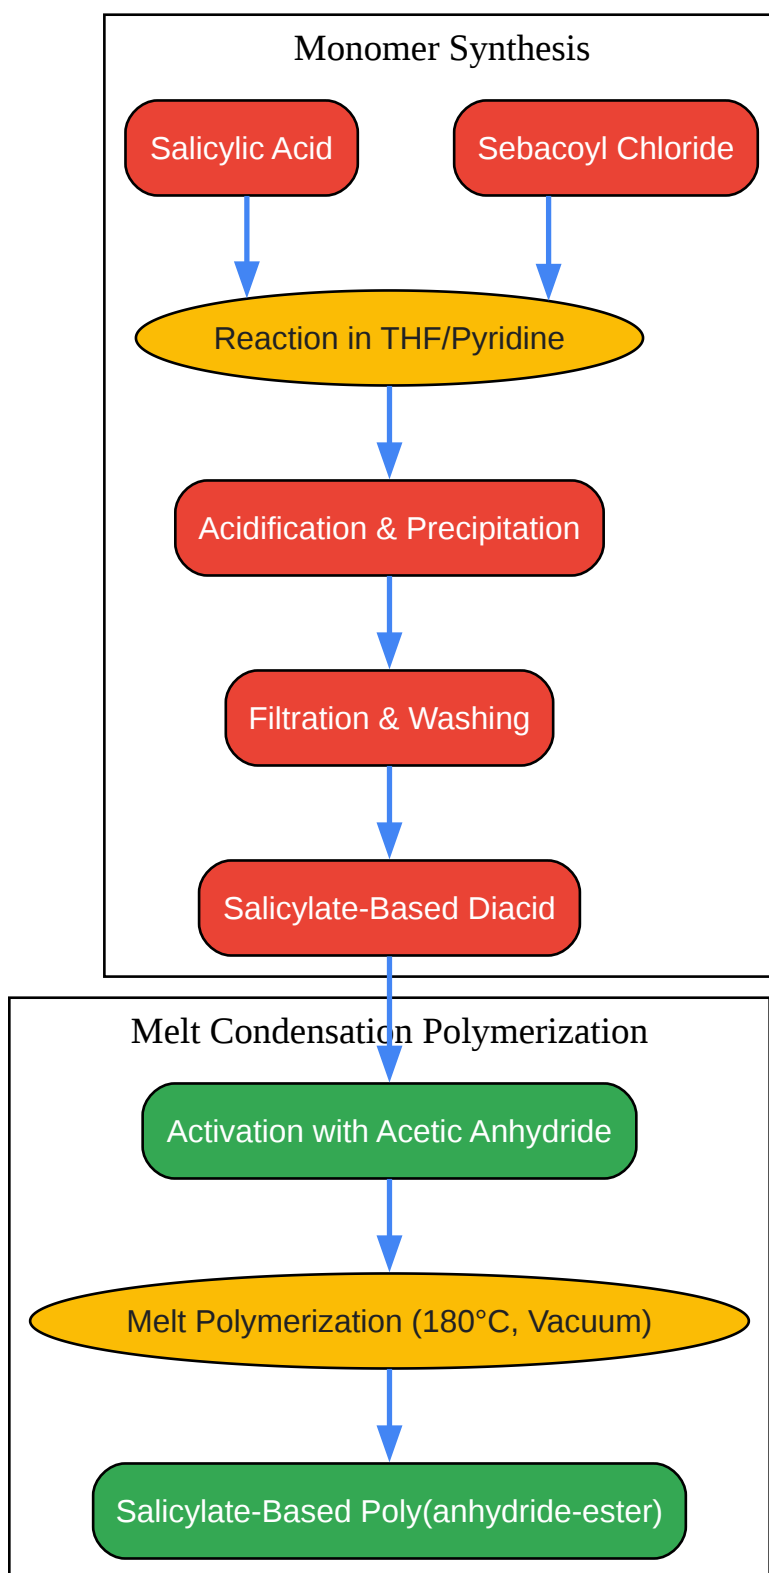 Monomer Synthesis
Salicylic Acid
Sebacoyl Chloride
Reaction in THF/Pyridine
Acidification & Precipitation
Filtration & Washing
Salicylate-Based Diacid
Melt Condensation Polymerization
Activation with Acetic Anhydride
Melt Polymerization (180°C, Vacuum)
Salicylate-Based Poly(anhydride-ester)